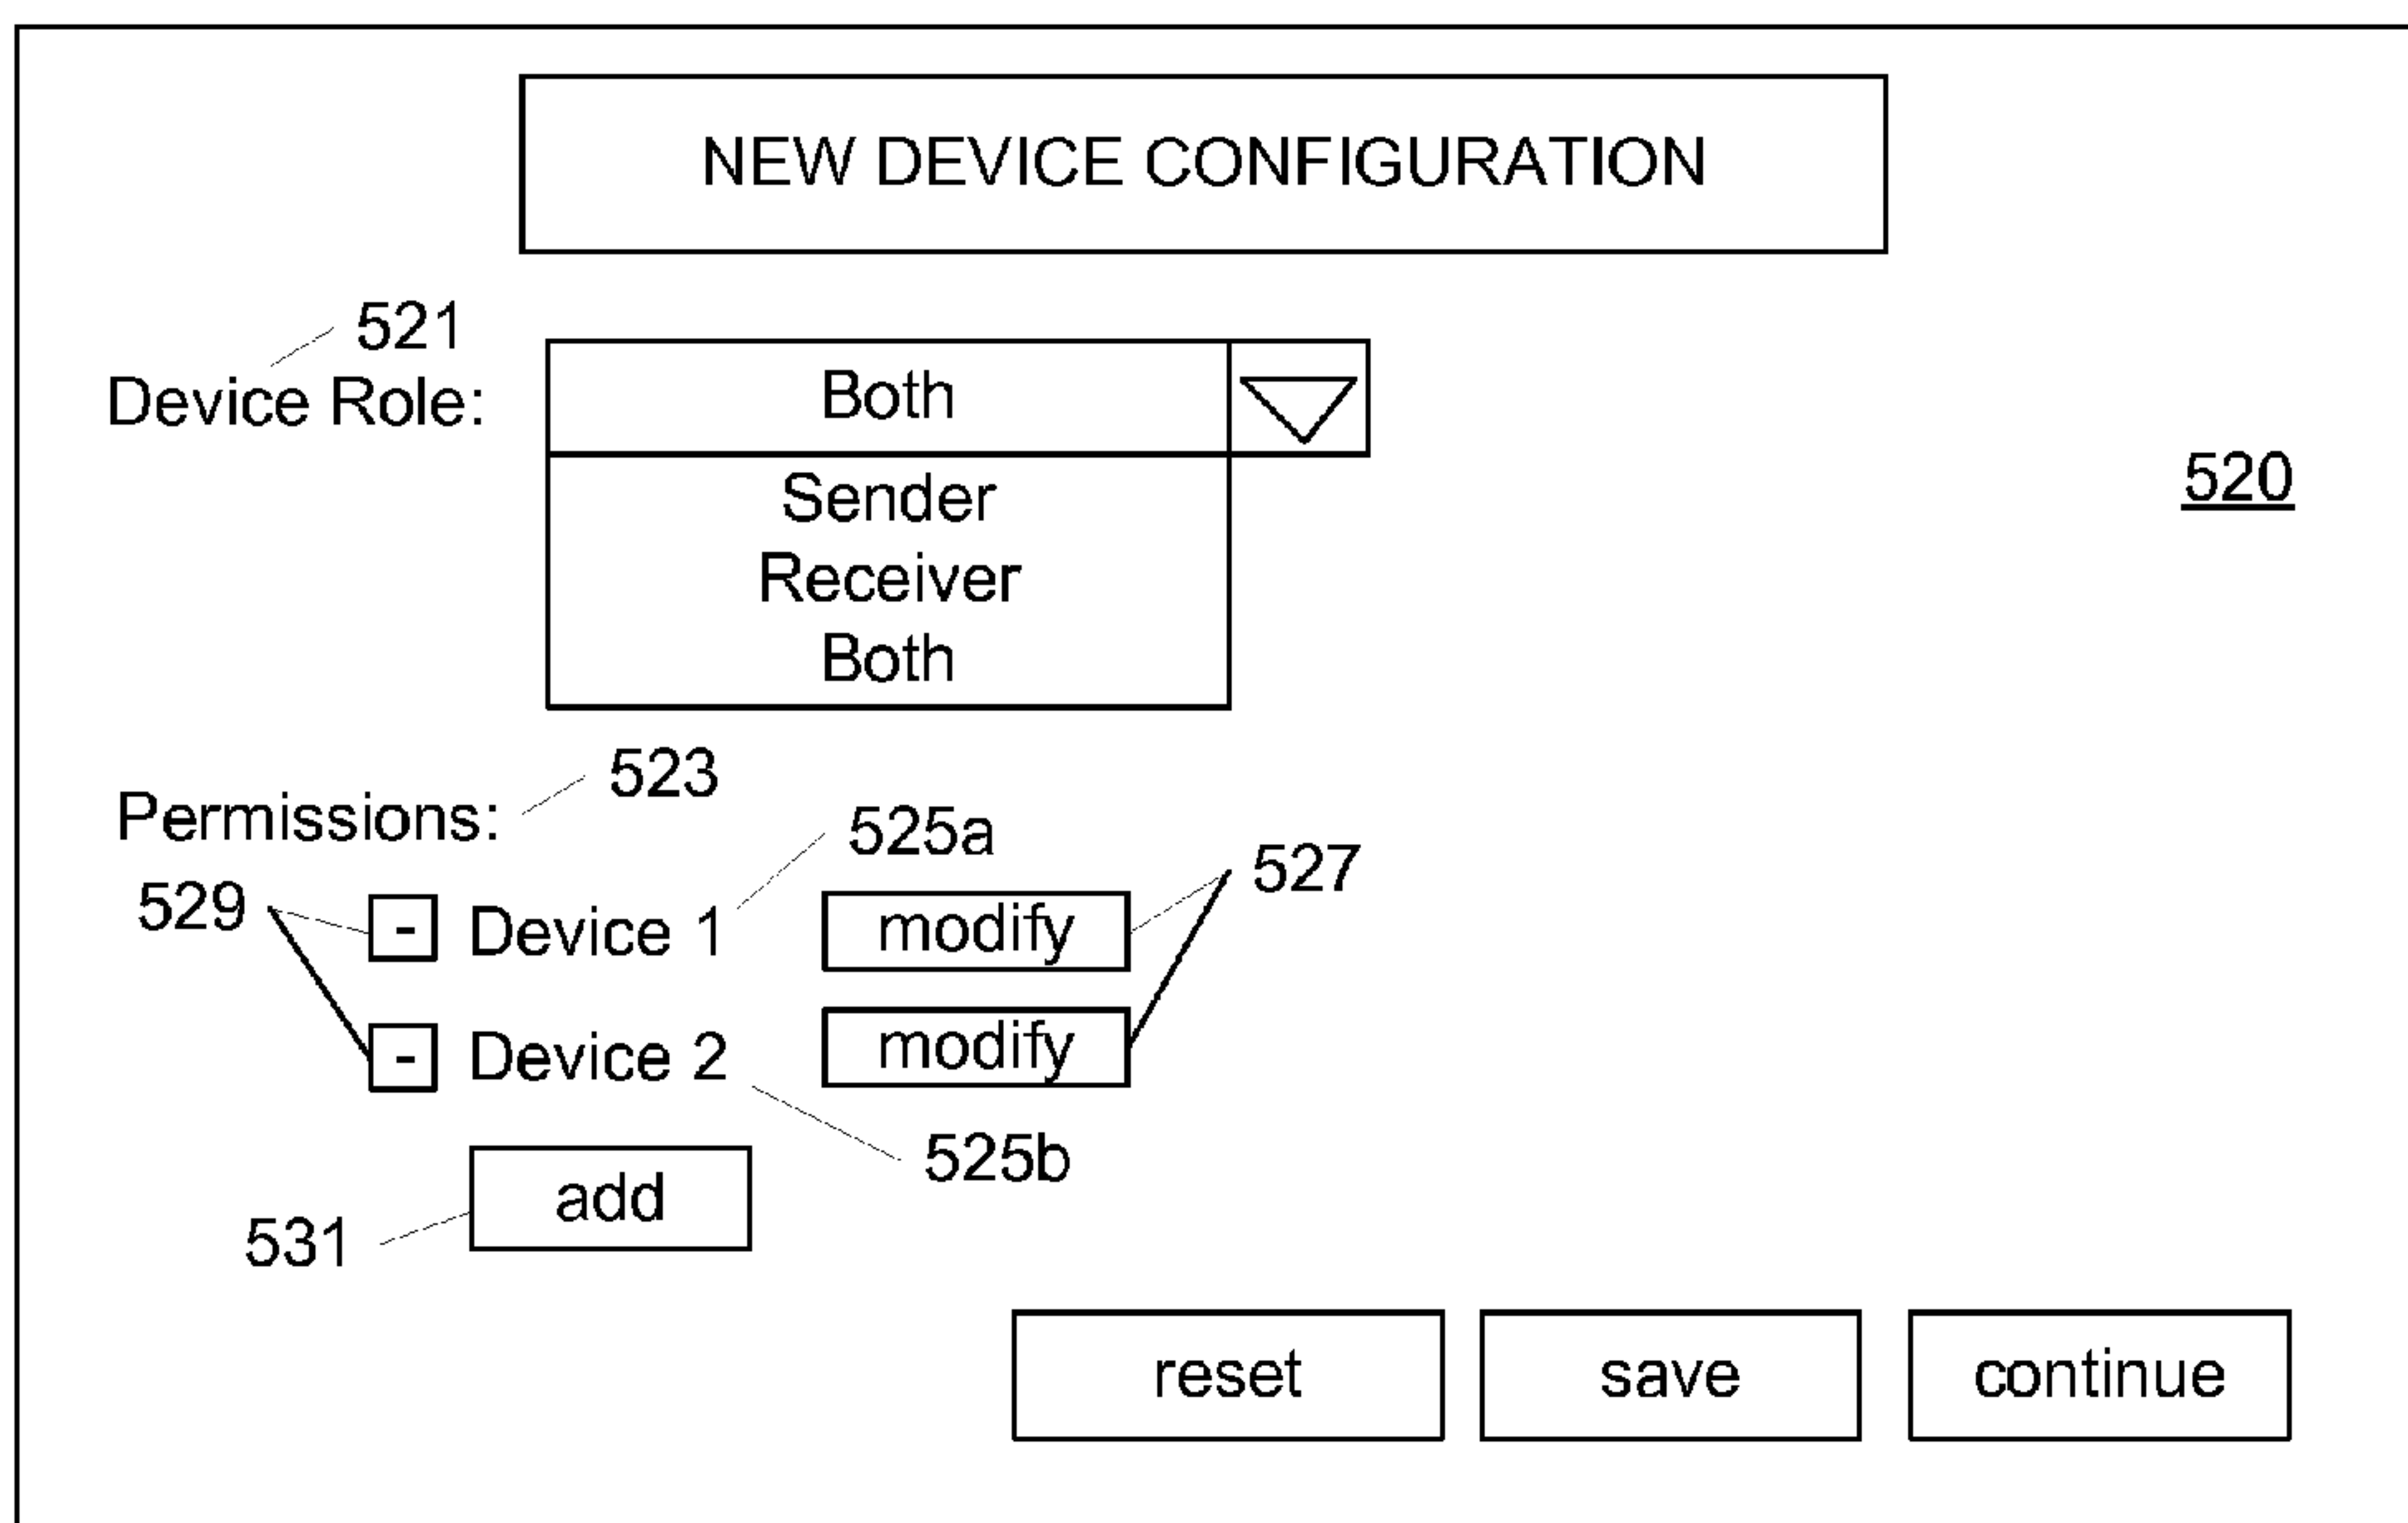 NEW DEVICE CONFIGURATION
521
Device Role:
Both
Sender
Receiver
Both
520
Permissions:
523
525a
527
529
- Device 1 modify
- Device 2 modify
525b
add
531
reset save continue